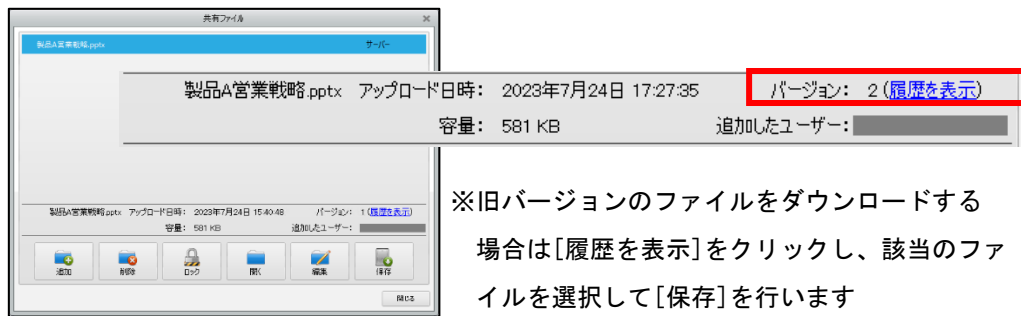 共有ファイル
製品A営業戦略.pptx サーバー
製品A営業戦略.pptx アップロード日時： 2023年7月24日 17:27:35 バージョン： 2 (履歴を表示)
容量： 581 KB 追加したユーザー：
製品A営業戦略.pptx アップロード日時： 2023年7月24日 15:40:48 バージョン： 1 (履歴を表示)
容量： 581 KB 追加したユーザー：
追加 削除 ロック 開く 編集 保存
閉じる
※旧バージョンのファイルをダウンロードする
場合は[履歴を表示]をクリックし、該当のファ
イルを選択して[保存]を行います